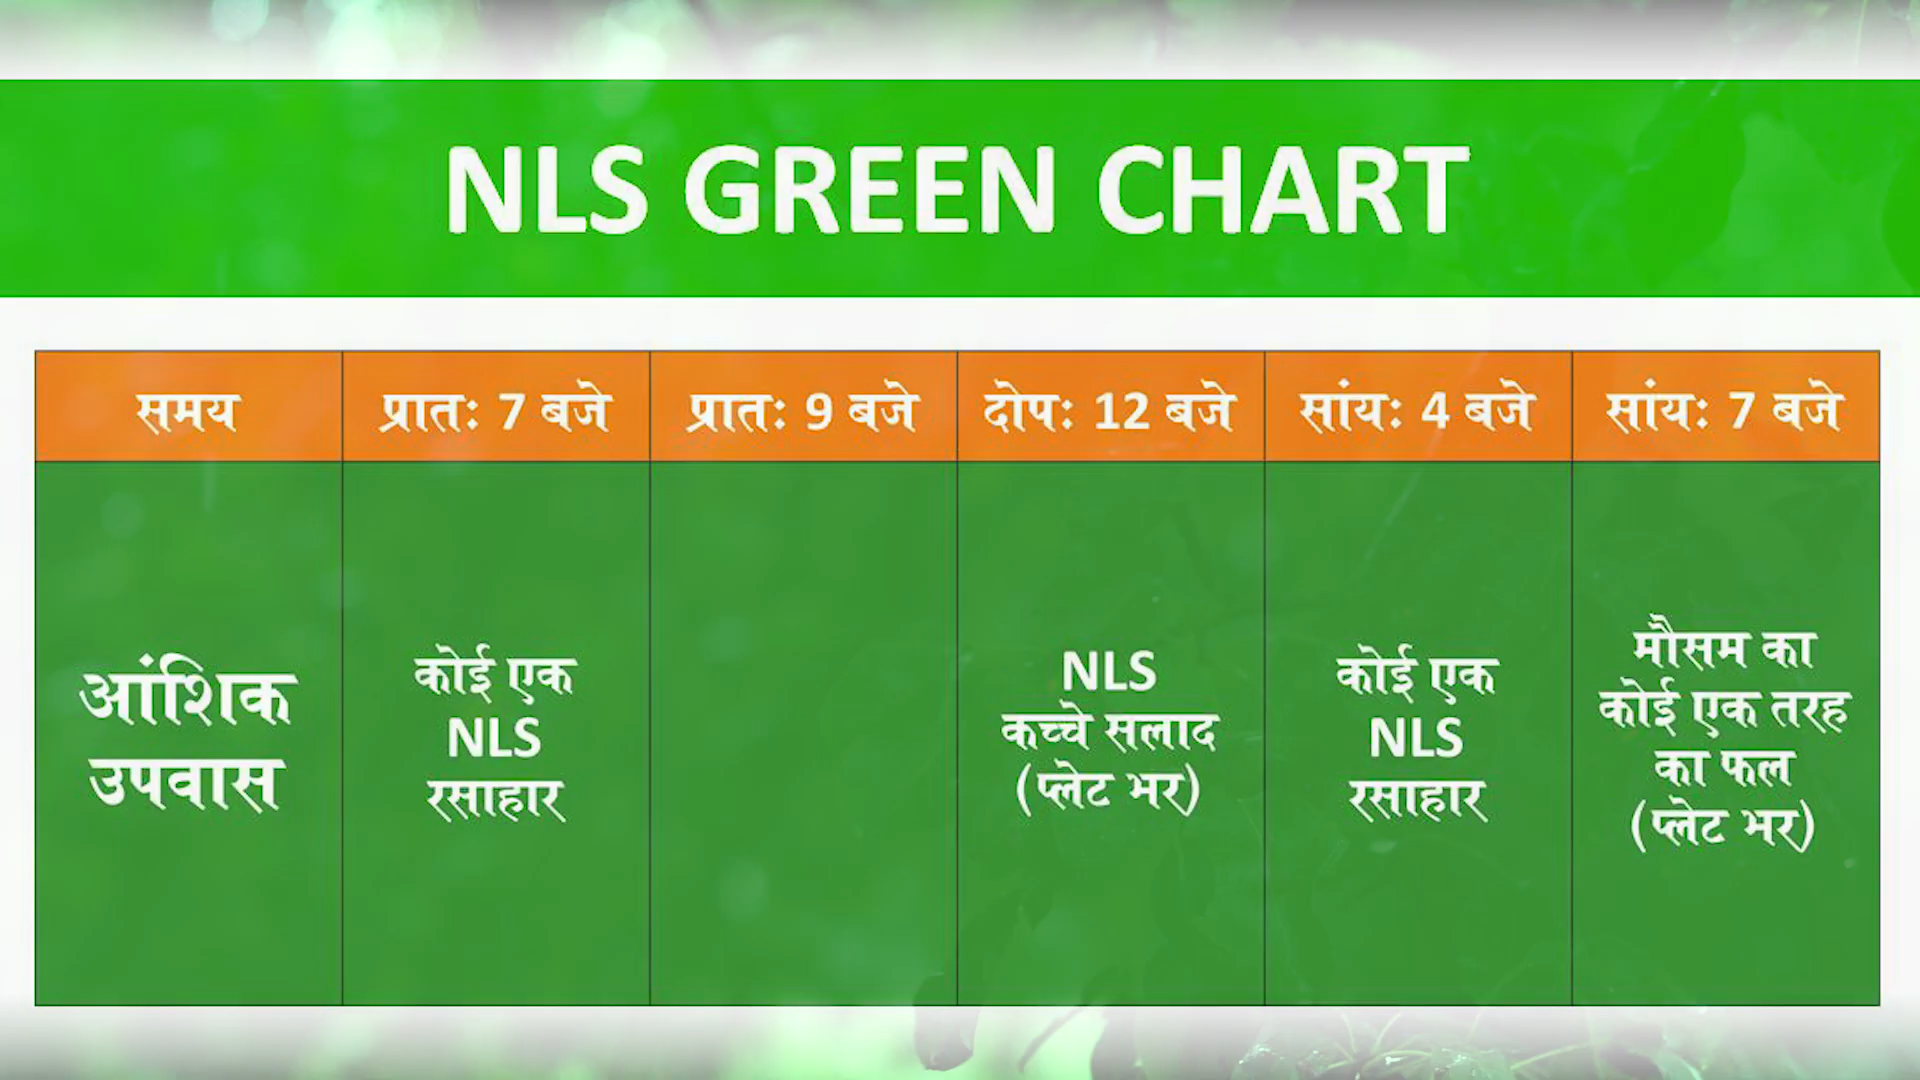 NLS GREEN CHART
समय
प्रात: 7 बजे
प्रात: 9 बजे
दोप: 12 बजे
सांय: 4 बजे
सांय: 7 बजे
आंशिक
उपवास
कोई एक
NLS
रसाहार
NLS
कच्चे सलाद
(प्लेट भर)
कोई एक
NLS
रसाहार
मौसम का
कोई एक तरह
का फल
(प्लेट भर)